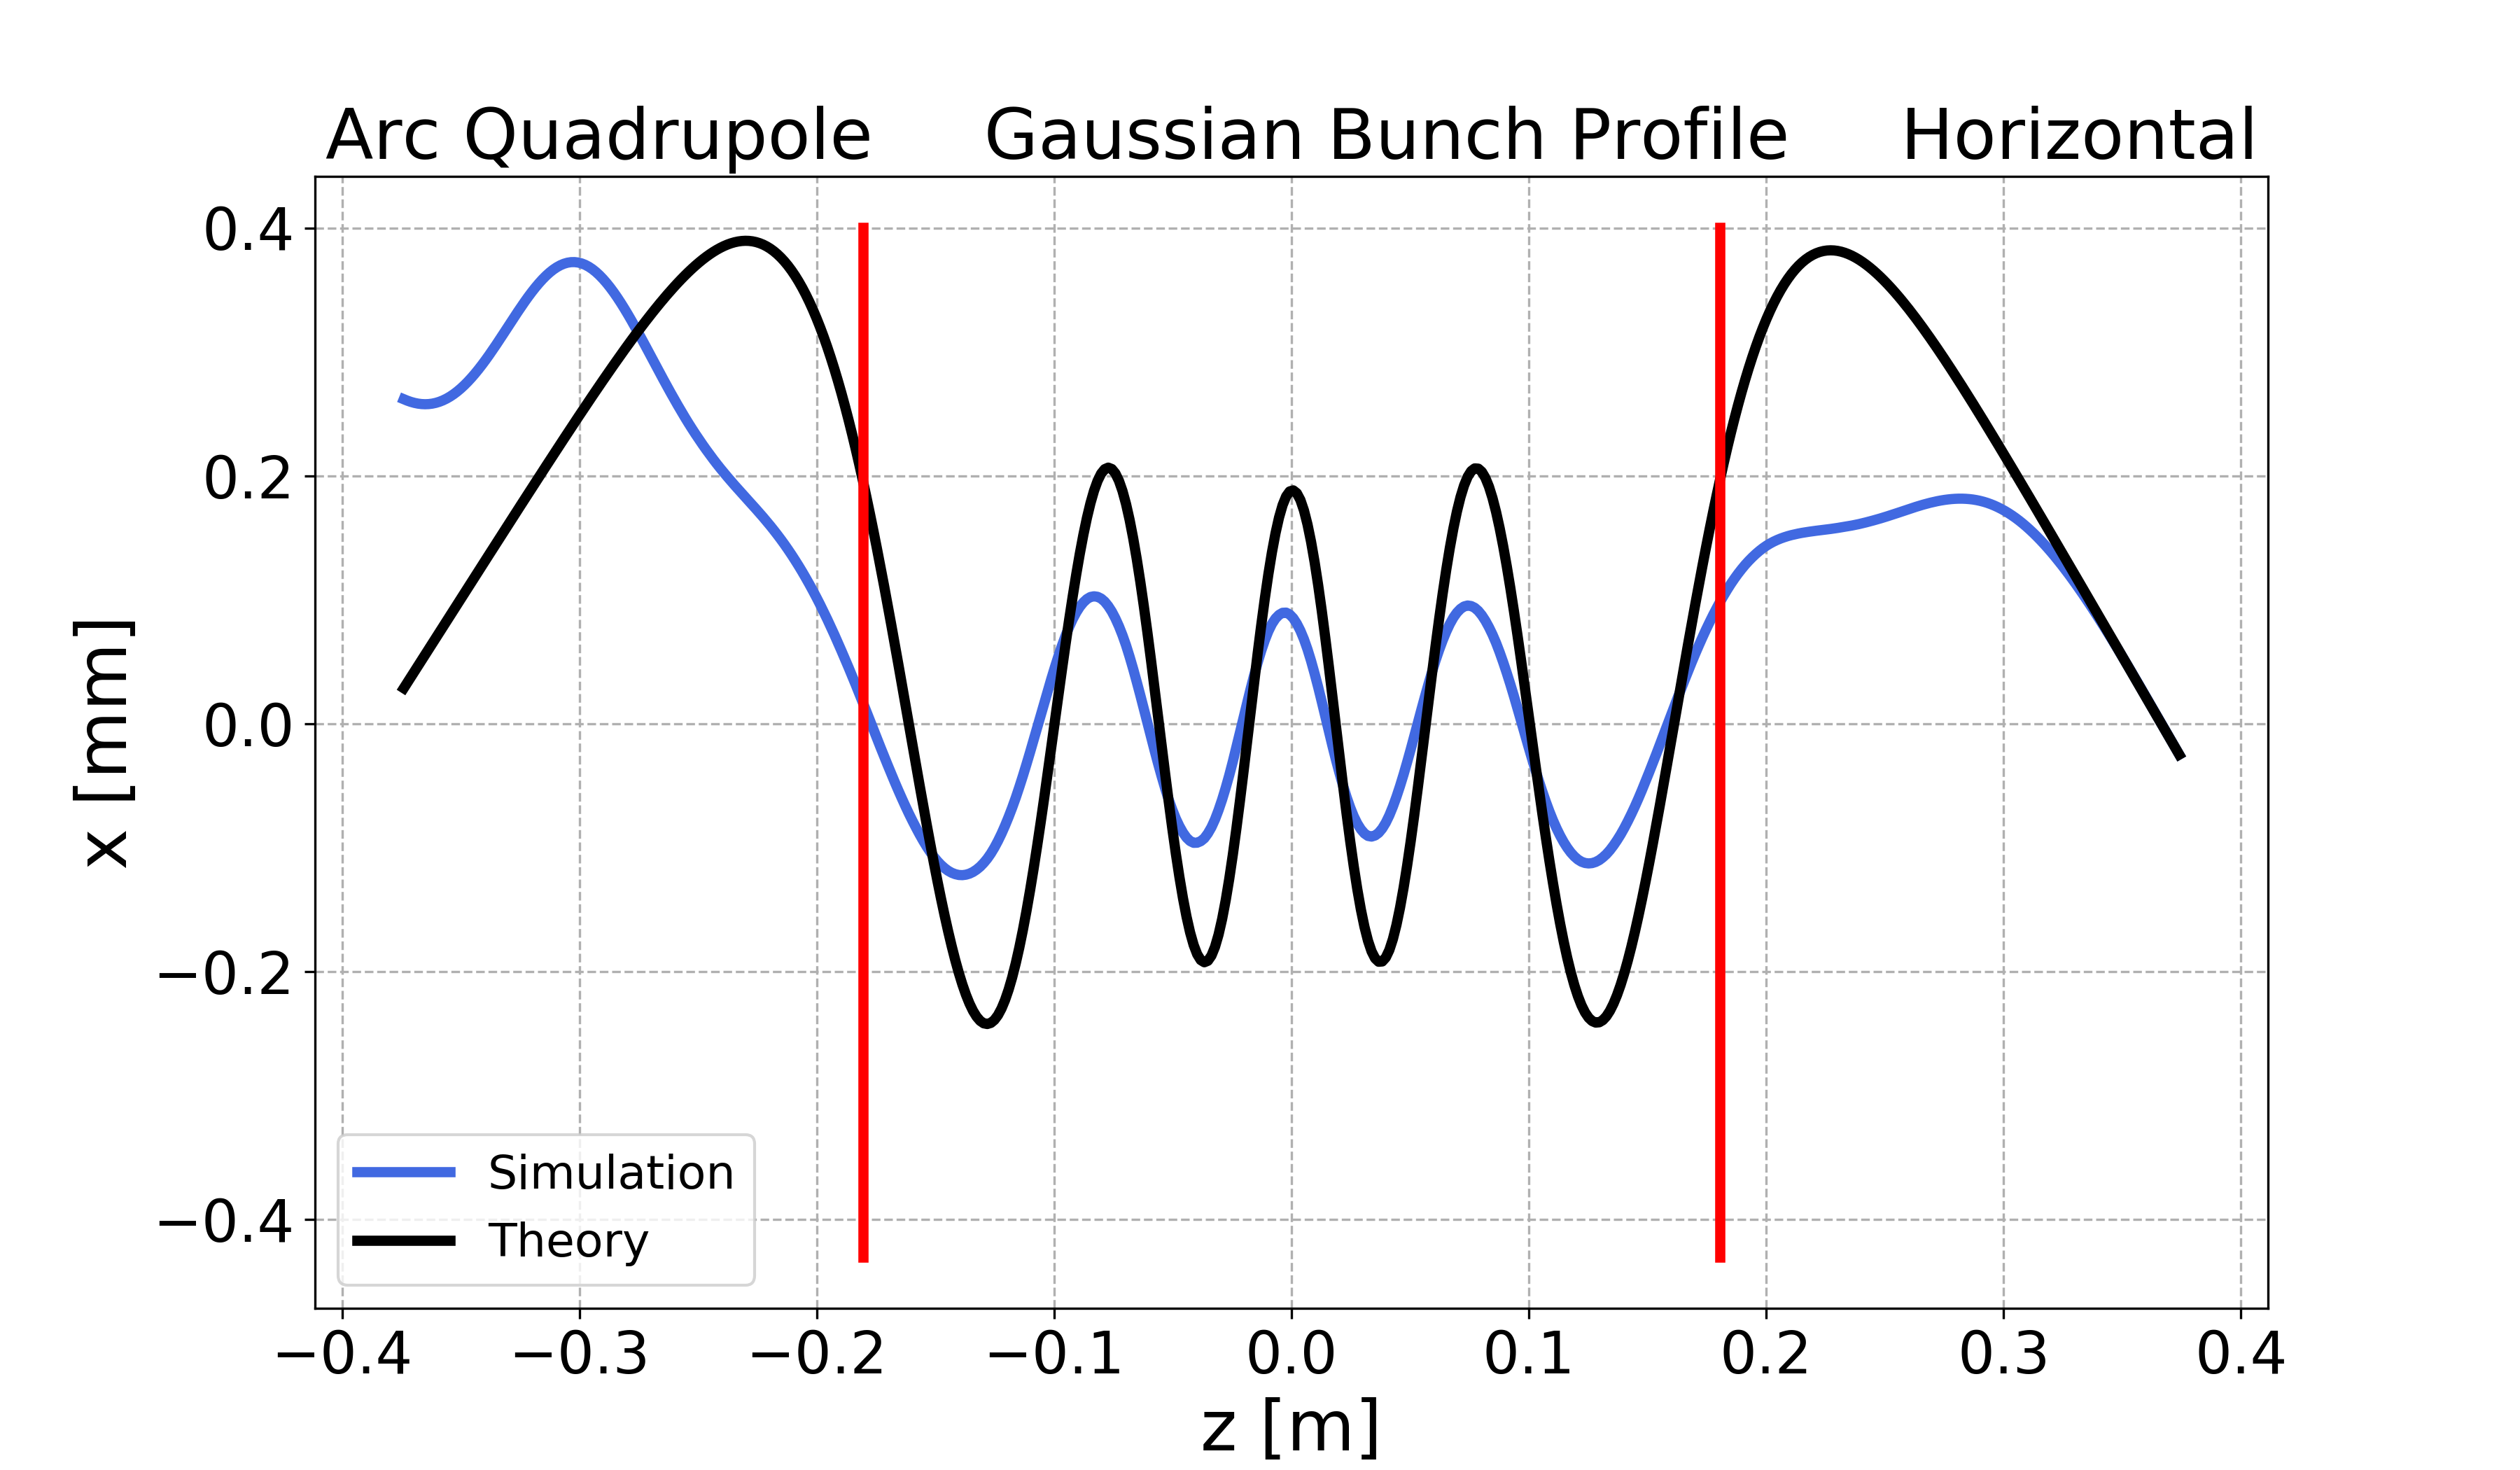 Arc Quadrupole Gaussian Bunch Profile Horizontal
x [mm]
0.4
0.2
0.0
−0.2
−0.4
Simulation
Theory
−0.4 −0.3 −0.2 −0.1 0.0 0.1 0.2 0.3 0.4
z [m]